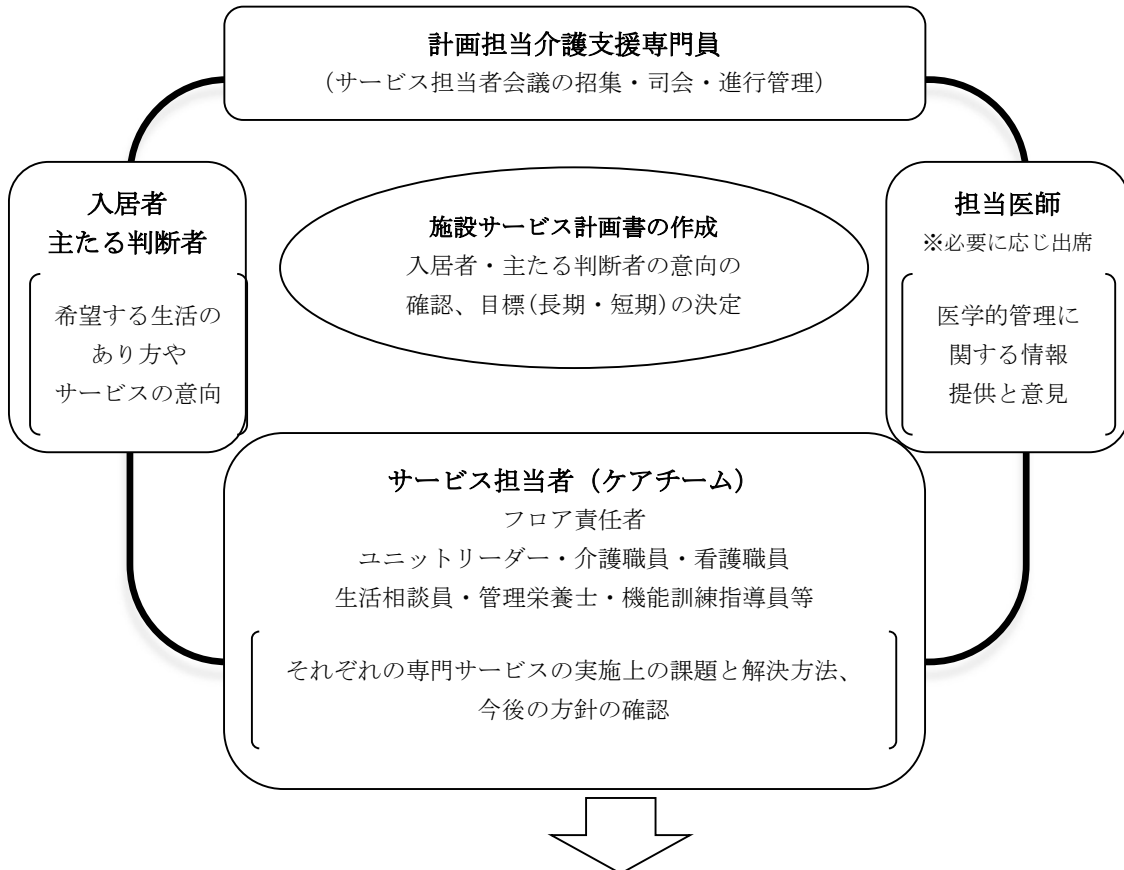 計画担当介護支援専門員
(サービス担当者会議の招集・司会・進行管理)
入居者
主たる判断者
希望する生活の
あり方や
サービスの意向
施設サービス計画書の作成
入居者・主たる判断者の意向の
確認、目標(長期・短期)の決定
担当医師
※必要に応じ出席
医学的管理に
関する情報
提供と意見
サービス担当者（ケアチーム）
フロア責任者
ユニットリーダー・介護職員・看護職員
生活相談員・管理栄養士・機能訓練指導員等
それぞれの専門サービスの実施上の課題と解決方法、
今後の方針の確認